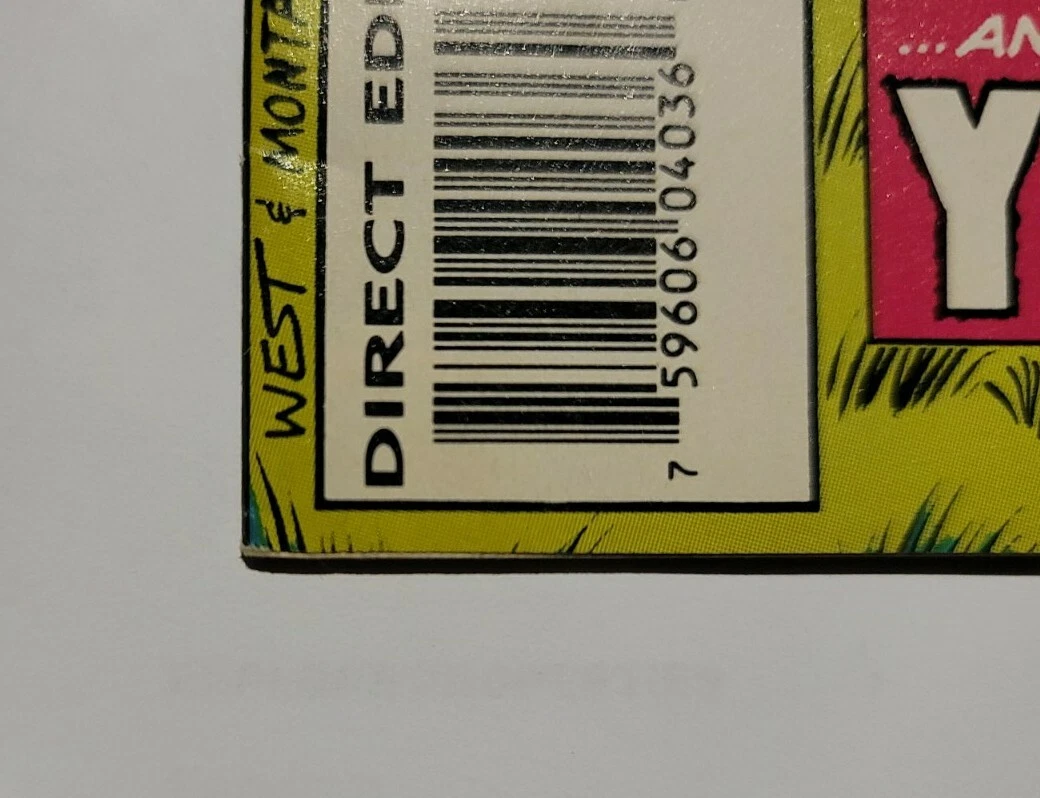 WEST & MONTA
DIRECT ED
7 59606 04036
...AN
Y